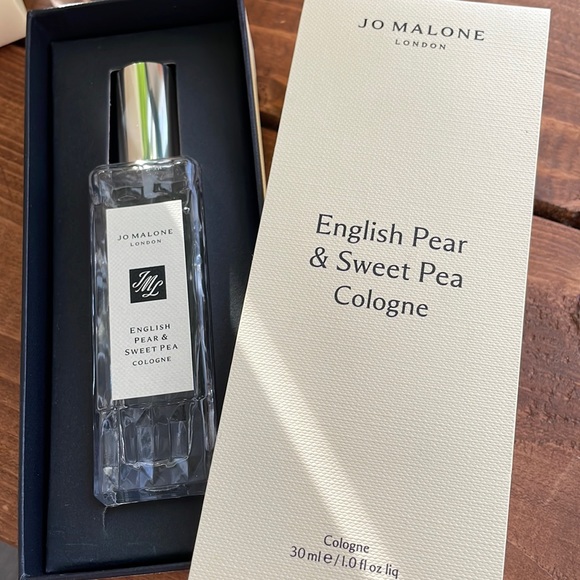 JO MALONE
LONDON
JML
ENGLISH
PEAR &
SWEET PEA
COLOGNE
JO MALONE
LONDON
English Pear
& Sweet Pea
Cologne
Cologne
30 ml e / 1.0 fl oz liq